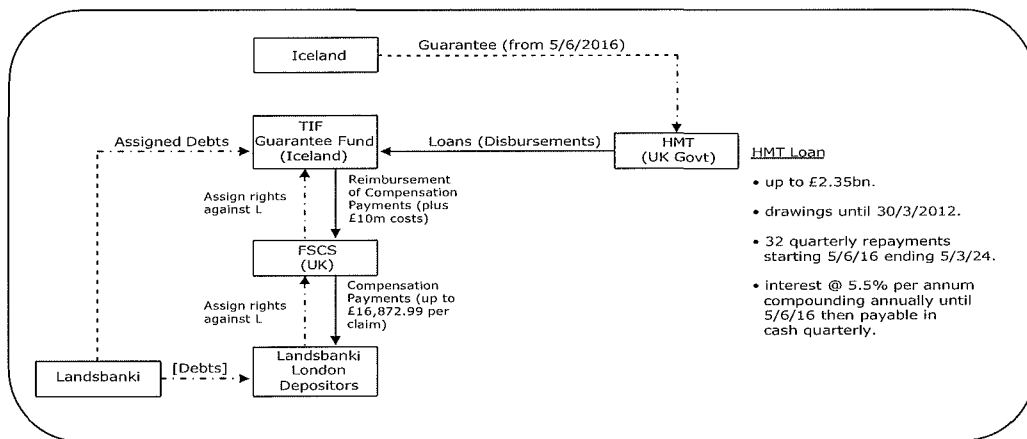 Guarantee (from 5/6/2016)
Iceland
TIF
Guarantee Fund
(Iceland)
Assigned Debts
Loans (Disbursements)
HMT
(UK Govt)
HMT Loan
• up to £2.35bn.
• drawings until 30/3/2012.
• 32 quarterly repayments
starting 5/6/16 ending 5/3/24.
• interest @ 5.5% per annum
compounding annually until
5/6/16 then payable in
cash quarterly.
Assign rights
against L
Reimbursement
of Compensation
Payments (plus
£10m costs)
FSCS
(UK)
Assign rights
against L
Compensation
Payments (up to
£16,872.99 per
claim)
Landsbanki
[Debts]
Landsbanki
London
Depositors